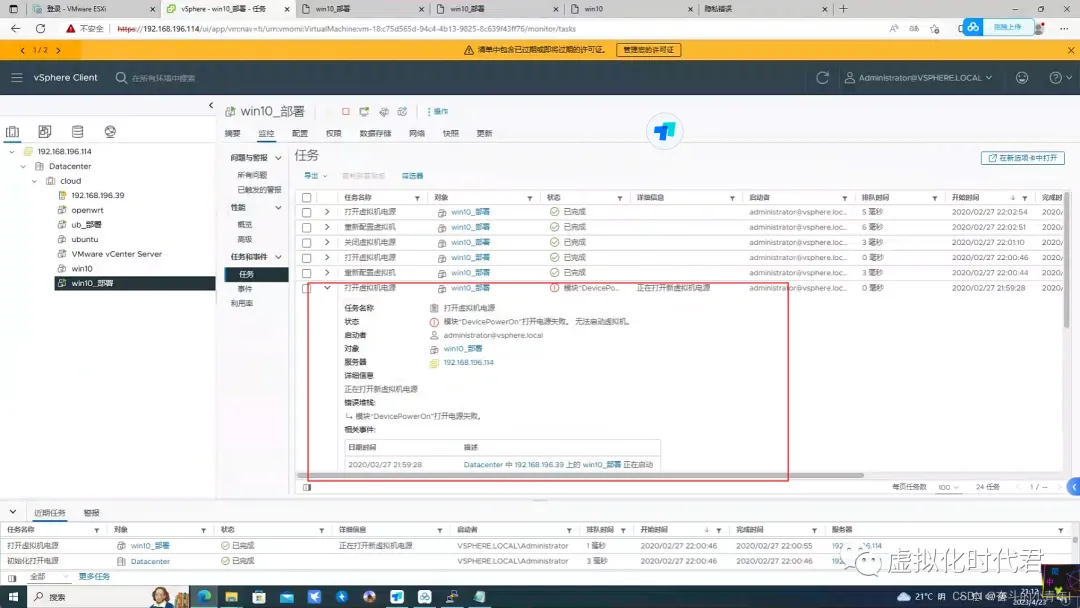 登录 - VMware ESXi
vSphere - win10_部署 - 任务
win10_部署
win10_部署
win10
隐私错误
不安全
https://192.168.196.114/ui/app/vm;nav=h/urn:vmomi:VirtualMachine:vm-18:c75d565d-94c4-4b13-9825-8c639f43ff76/monitor/tasks
拖拽上传
1 / 2
清单中包含已过期或即将过期的许可证。
管理您的许可证
vSphere Client
在所有环境中搜索
Administrator@VSPHERE.LOCAL
win10_部署
操作
摘要 监控 配置 权限 数据存储 网络 快照 更新
192.168.196.114
Datacenter
cloud
192.168.196.39
openwrt
ub_部署
ubuntu
VMware vCenter Server
win10
win10_部署
问题与警报
所有问题
已触发的警报
性能
概览
高级
任务和事件
任务
事件
利用率
任务
在新选项卡中打开
导出 筛选器
任务名称 对象 状态 详细信息 启动者 排队时间 开始时间 完成时
打开虚拟机电源 win10_部署 已完成 administrator@vsphere.loc... 5 毫秒 2020/02/27 22:02:54 2020/
重新配置虚拟机 win10_部署 已完成 administrator@vsphere.loc... 6 毫秒 2020/02/27 22:02:51 2020/
关闭虚拟机电源 win10_部署 已完成 administrator@vsphere.loc... 3 毫秒 2020/02/27 22:01:10 2020/
打开虚拟机电源 win10_部署 已完成 administrator@vsphere.loc... 0 毫秒 2020/02/27 22:00:46 2020/
重新配置虚拟机 win10_部署 已完成 administrator@vsphere.loc... 3 毫秒 2020/02/27 22:00:44 2020/
打开虚拟机电源 win10_部署 模块“DevicePo... 正在打开新虚拟机电源 administrator@vsphere.loc... 0 毫秒 2020/02/27 21:59:28 2020/
任务名称 打开虚拟机电源
状态 模块“DevicePowerOn”打开电源失败。 无法启动虚拟机。
启动者 administrator@vsphere.local
对象 win10_部署
服务器 192.168.196.114
详细信息
正在打开新虚拟机电源
错误堆栈:
模块“DevicePowerOn”打开电源失败。
相关事件:
日期时间 描述
2020/02/27 21:59:28 Datacenter 中 192.168.196.39 上的 win10_部署 正在启动
每页任务数 100 24 任务 1 / --
近期任务 警报
任务名称 对象 状态 详细信息 启动者 排队时间 开始时间 完成时间 服务器
打开虚拟机电源 win10_部署 已完成 正在打开新虚拟机电源 VSPHERE.LOCAL\Administrator 1 毫秒 2020/02/27 22:00:46 2020/02/27 22:00:55
初始化打开电源 Datacenter 已完成 VSPHERE.LOCAL\Administrator 3 毫秒 2020/02/27 22:00:46 2020/02/27 22:00:46
全部 更多任务
虚拟化时代君
搜索
21°C 阴
2023/4/23